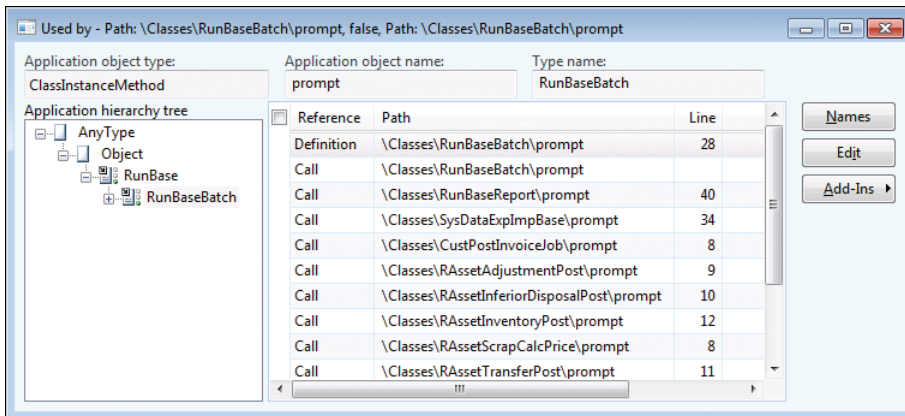 Used by - Path: \Classes\RunBaseBatch\prompt, false, Path: \Classes\RunBaseBatch\prompt
Application object type: Application object name: Type name:
ClassInstanceMethod prompt RunBaseBatch
Application hierarchy tree
AnyType
Object
RunBase
RunBaseBatch
Reference Path Line
Definition \Classes\RunBaseBatch\prompt 28
Call \Classes\RunBaseBatch\prompt
Call \Classes\RunBaseReport\prompt 40
Call \Classes\SysDataExpImpBase\prompt 34
Call \Classes\CustPostInvoiceJob\prompt 8
Call \Classes\RAssetAdjustmentPost\prompt 9
Call \Classes\RAssetInferiorDisposalPost\prompt 10
Call \Classes\RAssetInventoryPost\prompt 12
Call \Classes\RAssetScrapCalcPrice\prompt 8
Call \Classes\RAssetTransferPost\prompt 11
Names
Edit
Add-Ins